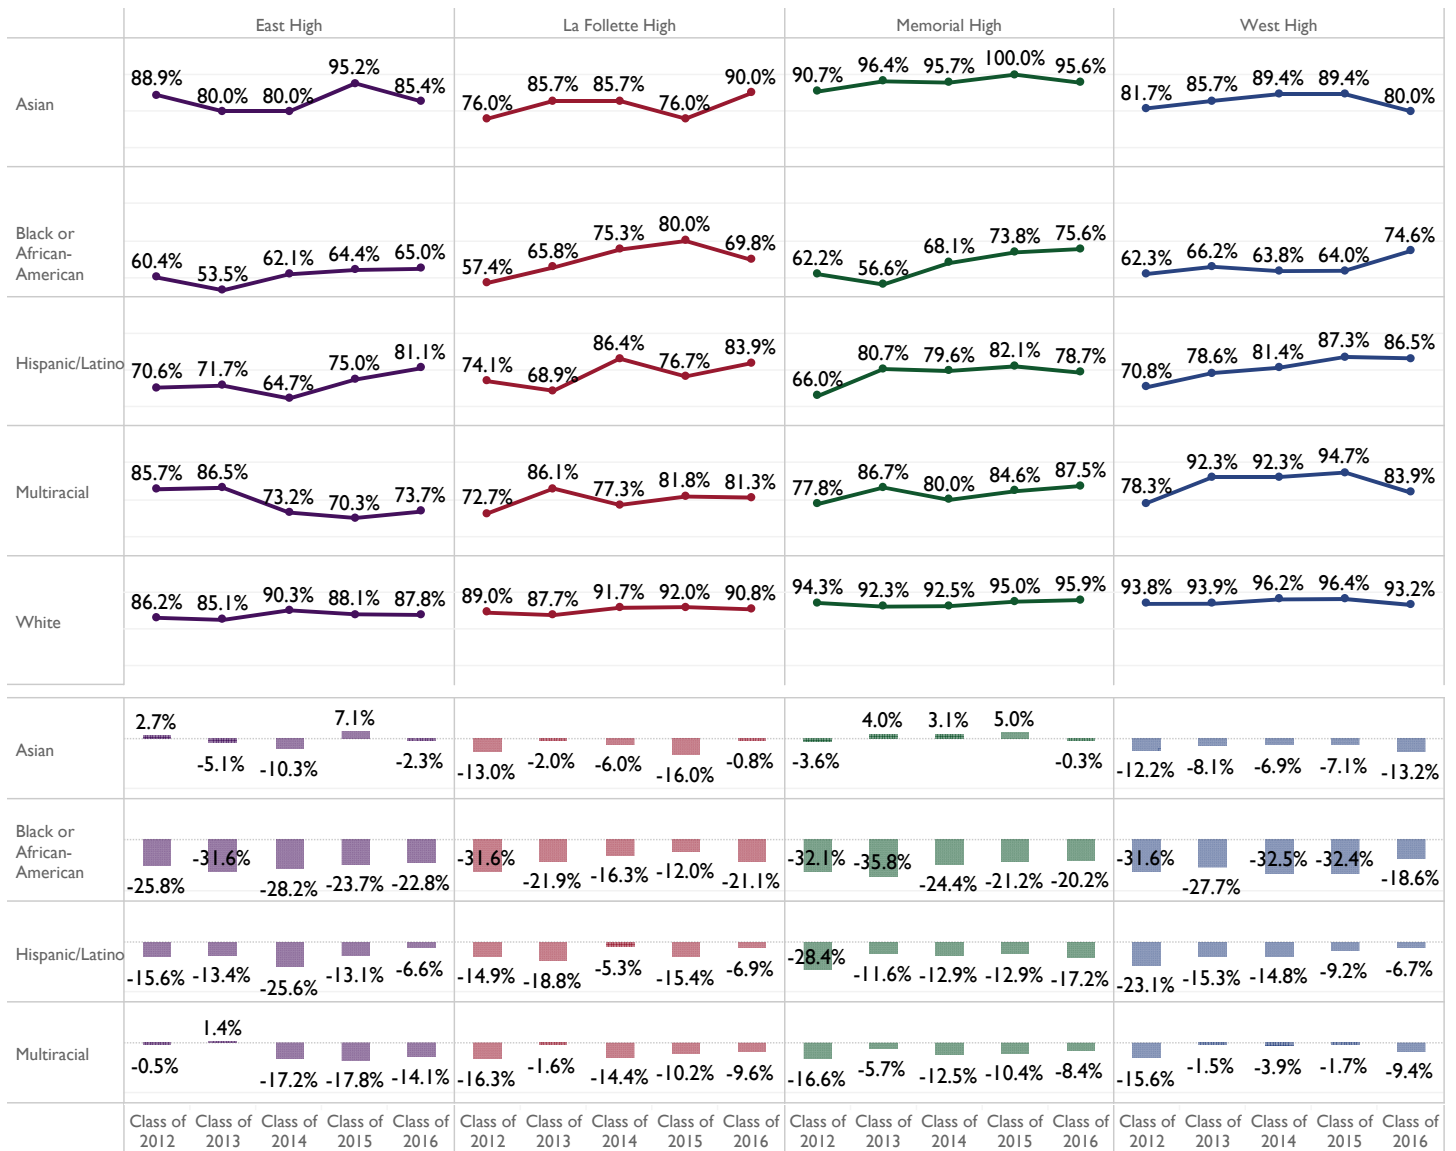 East High La Follette High Memorial High West High
Asian
88.9% 80.0% 80.0% 95.2% 85.4% 76.0% 85.7% 85.7% 76.0% 90.0% 90.7% 96.4% 95.7% 100.0% 95.6% 81.7% 85.7% 89.4% 89.4% 80.0%
Black or
African-
American
60.4% 53.5% 62.1% 64.4% 65.0% 57.4% 65.8% 75.3% 80.0% 69.8% 62.2% 56.6% 68.1% 73.8% 75.6% 62.3% 66.2% 63.8% 64.0% 74.6%
Hispanic/Latino
70.6% 71.7% 64.7% 75.0% 81.1% 74.1% 68.9% 86.4% 76.7% 83.9% 66.0% 80.7% 79.6% 82.1% 78.7% 70.8% 78.6% 81.4% 87.3% 86.5%
Multiracial
85.7% 86.5% 73.2% 70.3% 73.7% 72.7% 86.1% 77.3% 81.8% 81.3% 77.8% 86.7% 80.0% 84.6% 87.5% 78.3% 92.3% 92.3% 94.7% 83.9%
White
86.2% 85.1% 90.3% 88.1% 87.8% 89.0% 87.7% 91.7% 92.0% 90.8% 94.3% 92.3% 92.5% 95.0% 95.9% 93.8% 93.9% 96.2% 96.4% 93.2%
Asian
2.7% -5.1% -10.3% 7.1% -2.3% -13.0% -2.0% -6.0% -16.0% -0.8% -3.6% 4.0% 3.1% 5.0% -0.3% -12.2% -8.1% -6.9% -7.1% -13.2%
Black or
African-
American
-25.8% -31.6% -28.2% -23.7% -22.8% -31.6% -21.9% -16.3% -12.0% -21.1% -32.1% -35.8% -24.4% -21.2% -20.2% -31.6% -27.7% -32.5% -32.4% -18.6%
Hispanic/Latino
-15.6% -13.4% -25.6% -13.1% -6.6% -14.9% -18.8% -5.3% -15.4% -6.9% -28.4% -11.6% -12.9% -12.9% -17.2% -23.1% -15.3% -14.8% -9.2% -6.7%
Multiracial
-0.5% 1.4% -17.2% -17.8% -14.1% -16.3% -1.6% -14.4% -10.2% -9.6% -16.6% -5.7% -12.5% -10.4% -8.4% -15.6% -1.5% -3.9% -1.7% -9.4%
Class of Class of Class of Class of Class of Class of Class of Class of Class of Class of Class of Class of Class of Class of Class of Class of Class of Class of Class of Class of
2012 2013 2014 2015 2016 2012 2013 2014 2015 2016 2012 2013 2014 2015 2016 2012 2013 2014 2015 2016